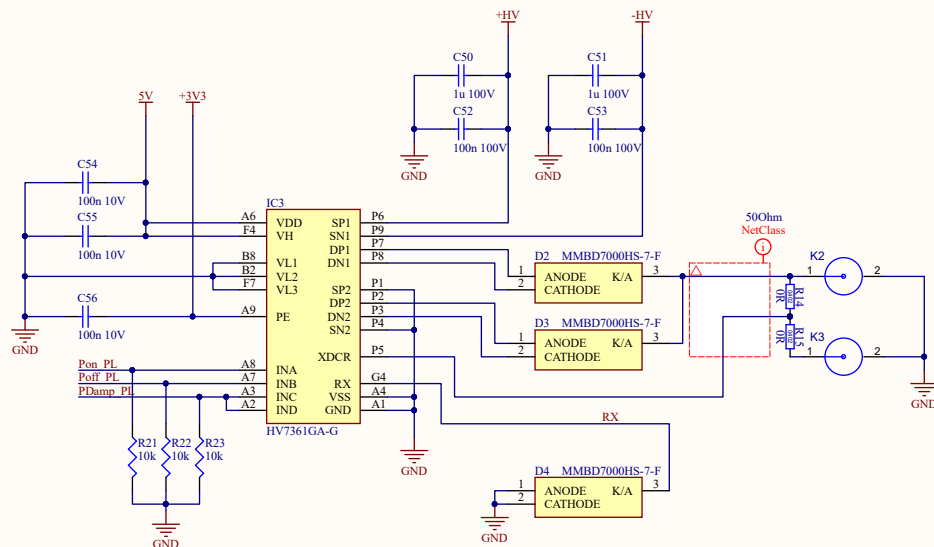 +HV
-HV
C50
1u 100V
C52
100n 100V
GND
C51
1u 100V
C53
100n 100V
GND
5V
+3V3
C54
100n 10V
C55
100n 10V
C56
100n 10V
GND
IC3
A6 VDD
F4 VH
B8 VL1
B2 VL2
F7 VL3
A9 PE
A8 INA
A7 INB
A3 INC
A2 IND
SP1 P6
SN1 P9
DP1 P7
DN1 P8
SP2 P1
DP2 P2
DN2 P3
SN2 P4
XDCR P5
RX G4
VSS A4
GND A1
HV7361GA-G
GND
Pon_PL
Poff_PL
PDamp_PL
R21
10k
R22
10k
R23
10k
GND
D2 MMBD7000HS-7-F
1 ANODE K/A 3
2 CATHODE
D3 MMBD7000HS-7-F
1 ANODE K/A 3
2 CATHODE
RX
D4 MMBD7000HS-7-F
1 ANODE K/A 3
2 CATHODE
GND
50Ohm
NetClass
i
K2
1 2
R14
0402
0R
R15
0402
0R
K3
1 2
GND